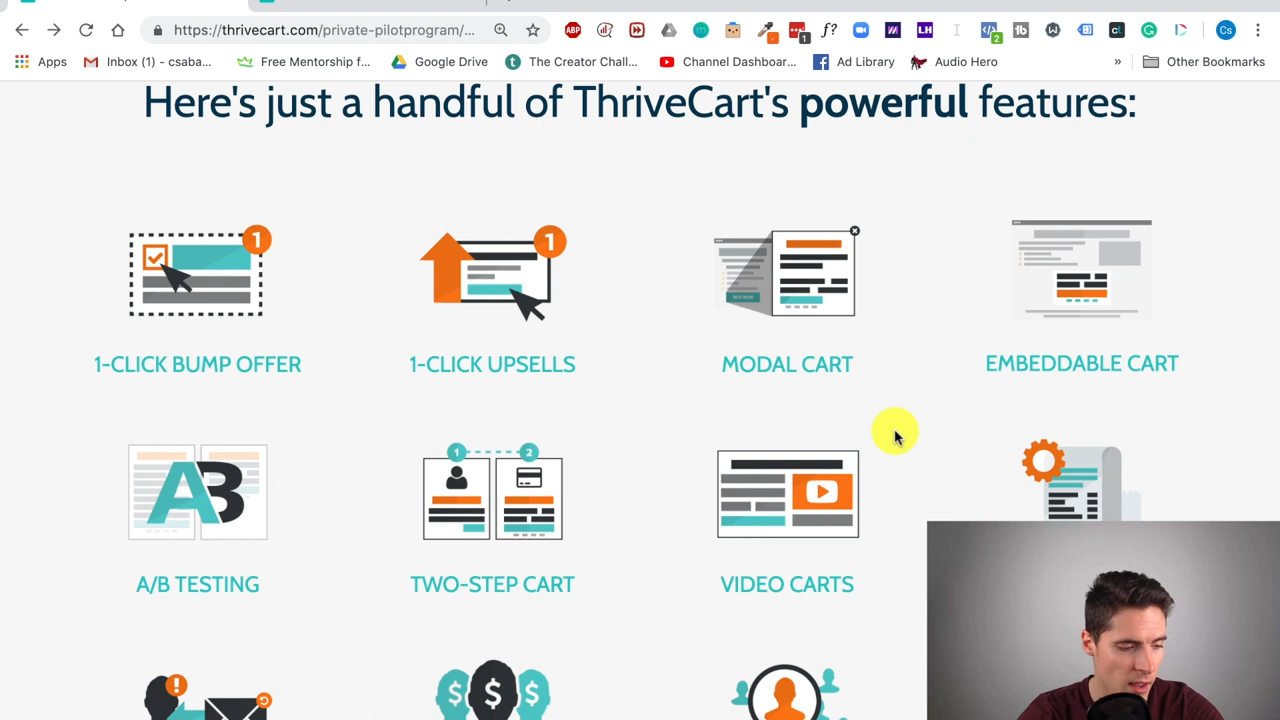 https://thrivecart.com/private-pilotprogram/...
Apps
Inbox (1) - csaba...
Free Mentorship f...
Google Drive
The Creator Chall...
Channel Dashboar...
Ad Library
Audio Hero
»
Other Bookmarks
Here's just a handful of ThriveCart's powerful features:
1-CLICK BUMP OFFER
1-CLICK UPSELLS
MODAL CART
EMBEDDABLE CART
A/B TESTING
TWO-STEP CART
VIDEO CARTS